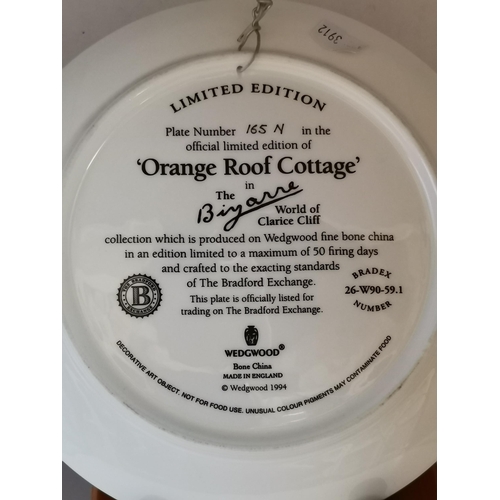 3912
LIMITED EDITION
Plate Number 165 N in the
official limited edition of
'Orange Roof Cottage'
in
The Bizarre World of
Clarice Cliff
collection which is produced on Wedgwood fine bone china
in an edition limited to a maximum of 50 firing days
and crafted to the exacting standards
of The Bradford Exchange.
This plate is officially listed for
trading on The Bradford Exchange.
THE BRADFORD EXCHANGE
B
BRADEX
26-W90-59.1
NUMBER
WEDGWOOD®
Bone China
MADE IN ENGLAND
© Wedgwood 1994
DECORATIVE ART OBJECT. NOT FOR FOOD USE. UNUSUAL COLOUR PIGMENTS MAY CONTAMINATE FOOD